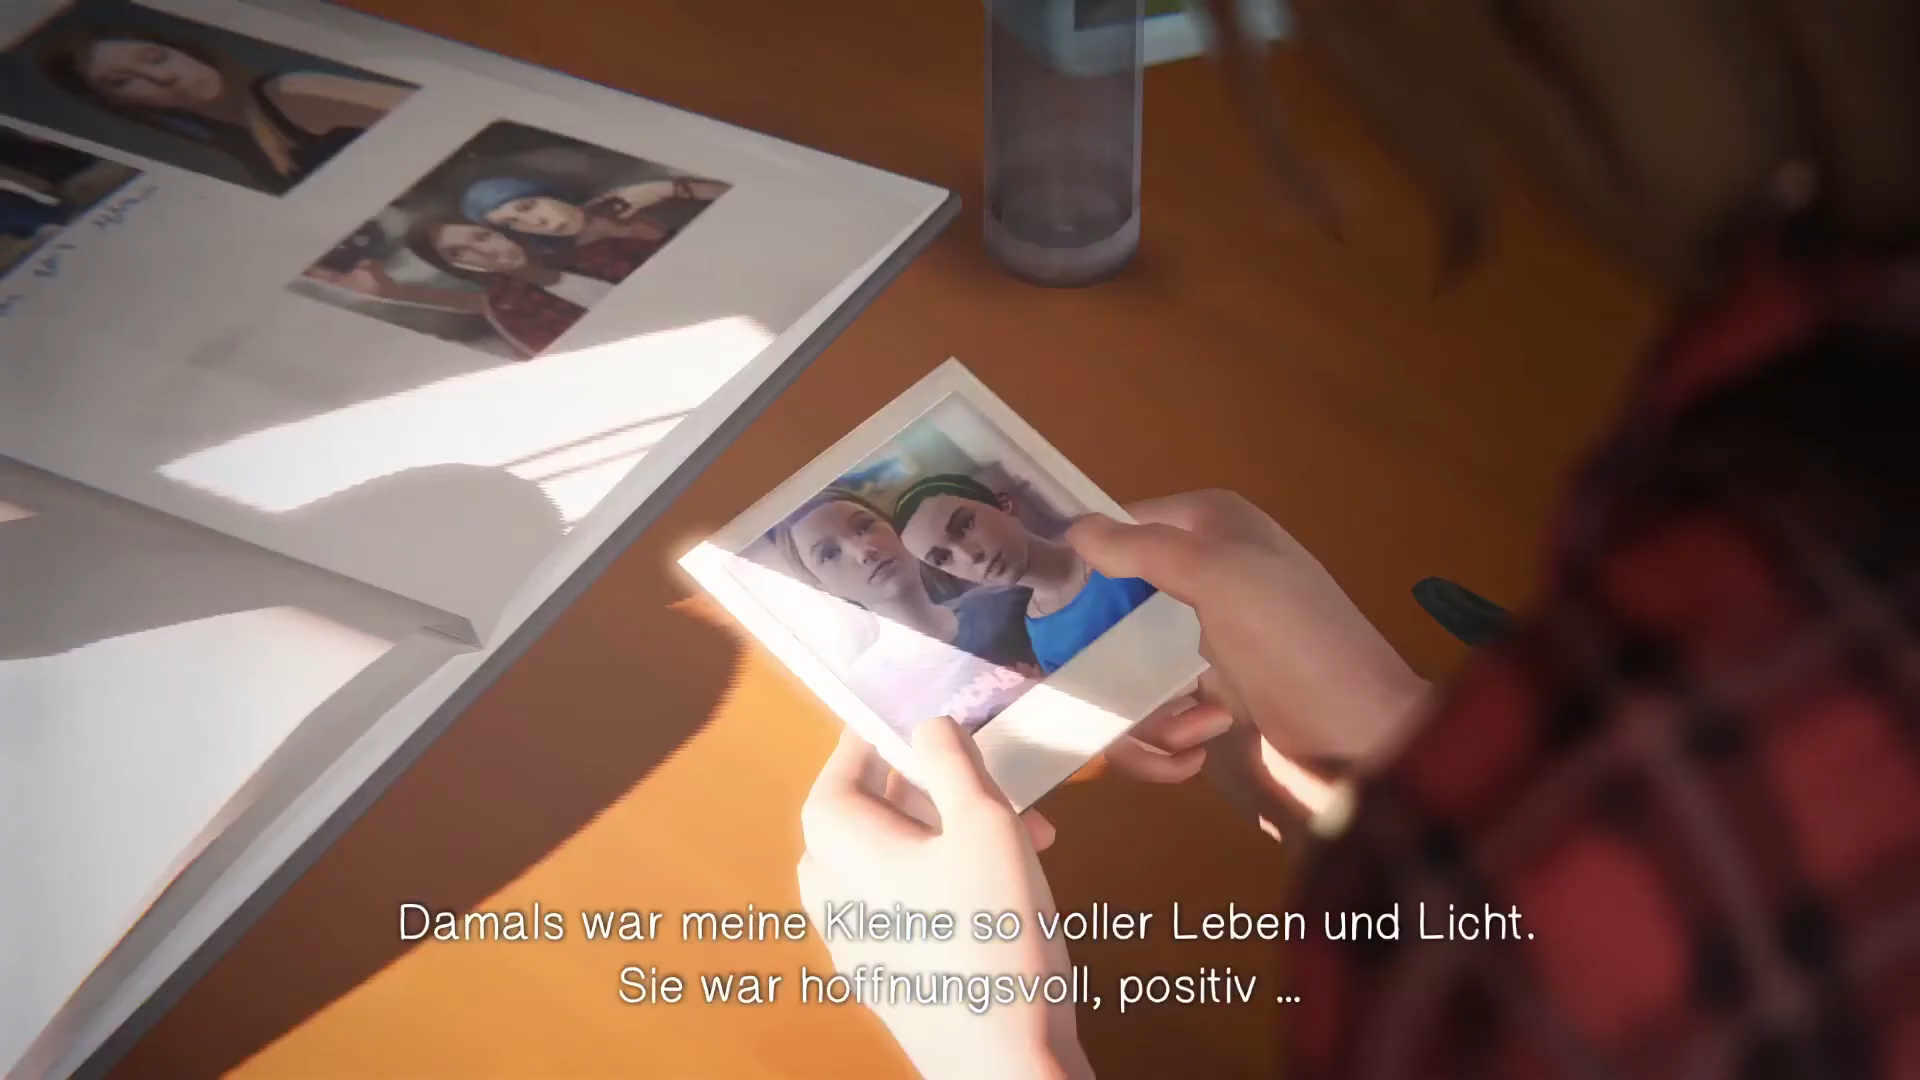 Damals war meine Kleine so voller Leben und Licht.
Sie war hoffnungsvoll, positiv ...